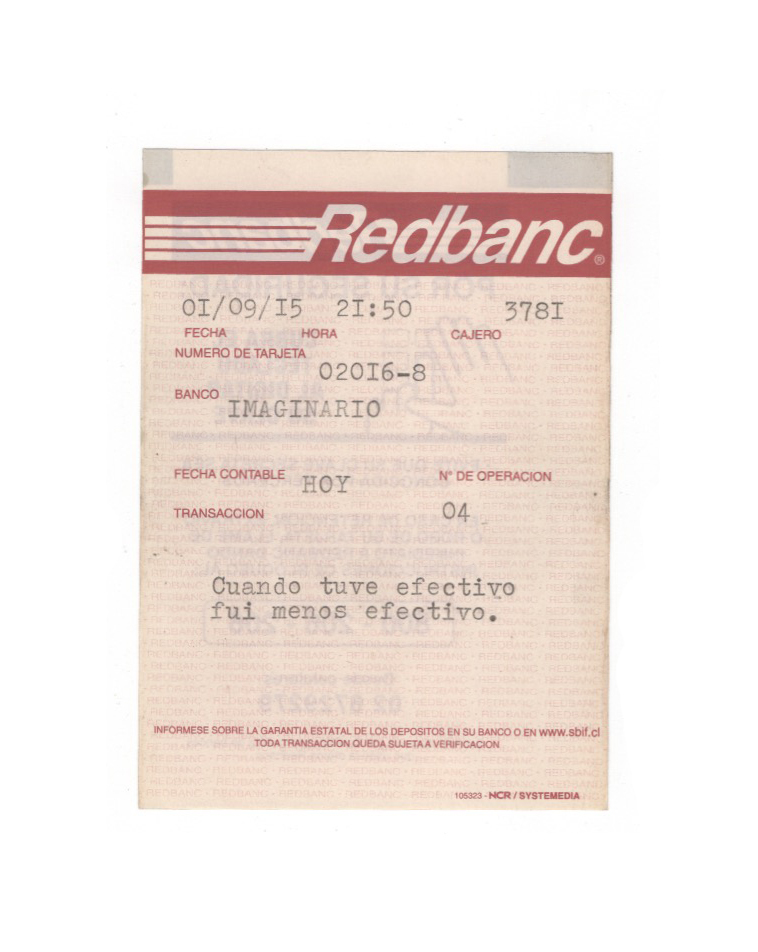 Redbanc®
01/09/15 21:50 3781
FECHA HORA CAJERO
NUMERO DE TARJETA
02016-8
BANCO
IMAGINARIO
FECHA CONTABLE HOY N° DE OPERACION
TRANSACCION 04
Cuando tuve efectivo
fui menos efectivo.
INFORMESE SOBRE LA GARANTIA ESTATAL DE LOS DEPOSITOS EN SU BANCO O EN www.sbif.cl
TODA TRANSACCION QUEDA SUJETA A VERIFICACION
105323 - NCR / SYSTEMEDIA